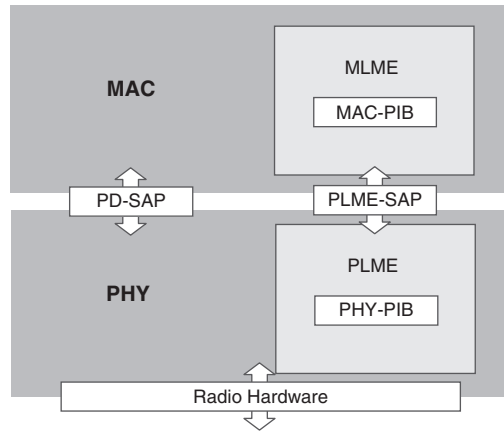 MLME
MAC
MAC-PIB
PD-SAP
PLME-SAP
PLME
PHY
PHY-PIB
Radio Hardware